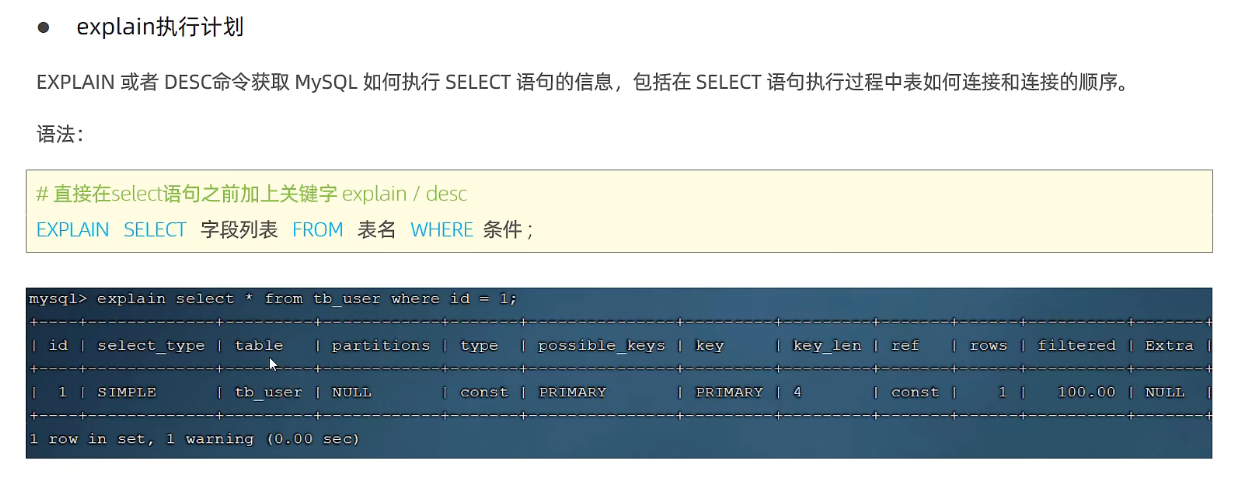 ● explain执行计划
EXPLAIN 或者 DESC命令获取 MySQL 如何执行 SELECT 语句的信息，包括在 SELECT 语句执行过程中表如何连接和连接的顺序。
语法：
# 直接在select语句之前加上关键字 explain / desc
EXPLAIN SELECT 字段列表 FROM 表名 WHERE 条件 ;
mysql> explain select * from tb_user where id = 1;
+----+-------------+---------+------------+-------+---------------+---------+---------+-------+------+----------+-------+
| id | select_type | table | partitions | type | possible_keys | key | key_len | ref | rows | filtered | Extra |
+----+-------------+---------+------------+-------+---------------+---------+---------+-------+------+----------+-------+
| 1 | SIMPLE | tb_user | NULL | const | PRIMARY | PRIMARY | 4 | const | 1 | 100.00 | NULL |
+----+-------------+---------+------------+-------+---------------+---------+---------+-------+------+----------+-------+
1 row in set, 1 warning (0.00 sec)